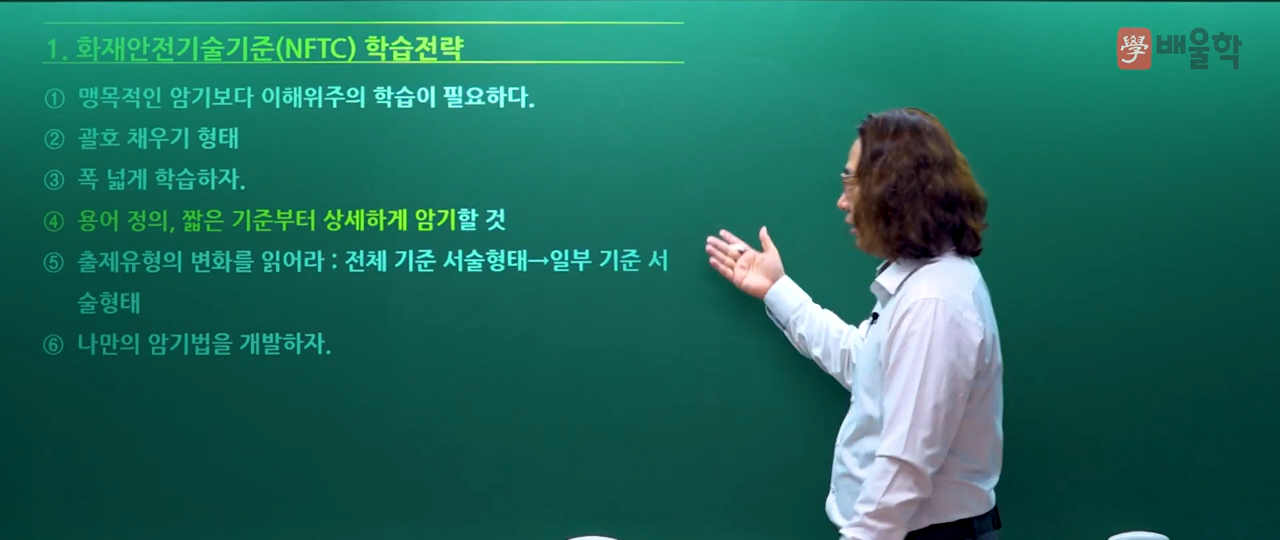 1. 화재안전기술기준(NFTC) 학습전략
學 배울학
① 맹목적인 암기보다 이해위주의 학습이 필요하다.
② 괄호 채우기 형태
③ 폭 넓게 학습하자.
④ 용어 정의, 짧은 기준부터 상세하게 암기할 것
⑤ 출제유형의 변화를 읽어라 : 전체 기준 서술형태→일부 기준 서
술형태
⑥ 나만의 암기법을 개발하자.